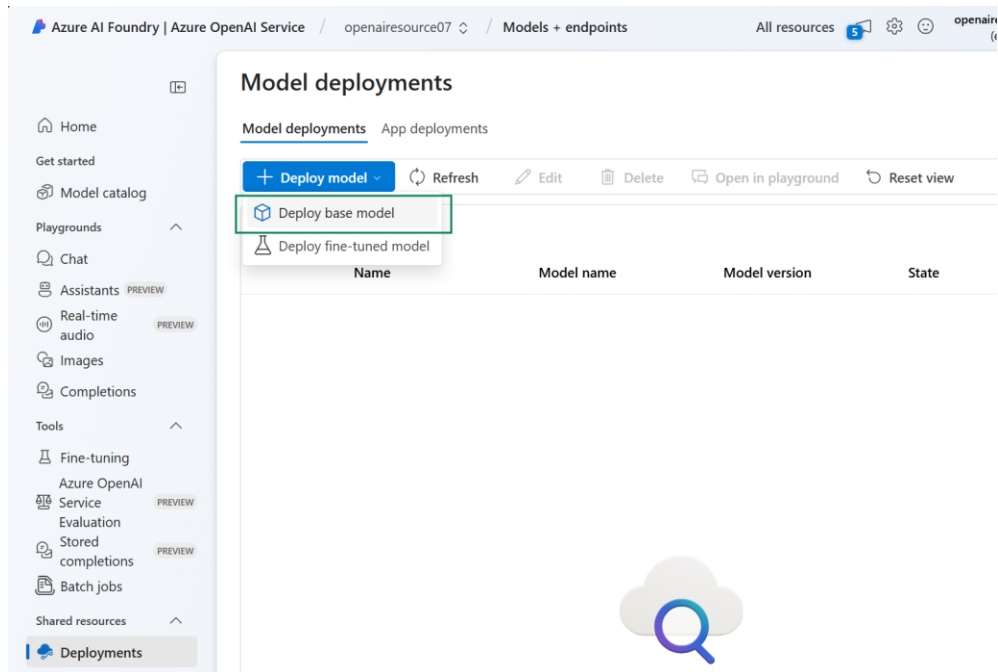 Azure AI Foundry | Azure OpenAI Service / openairesource07 / Models + endpoints All resources 5 openaire
(e
Model deployments
Home
Model deployments App deployments
Get started
Deploy model Refresh Edit Delete Open in playground Reset view
Model catalog
Deploy base model
Playgrounds
Deploy fine-tuned model
Chat
Name Model name Model version State
Assistants PREVIEW
Real-time
audio PREVIEW
Images
Completions
Tools
Fine-tuning
Azure OpenAI
Service PREVIEW
Evaluation
Stored
completions PREVIEW
Batch jobs
Shared resources
Deployments